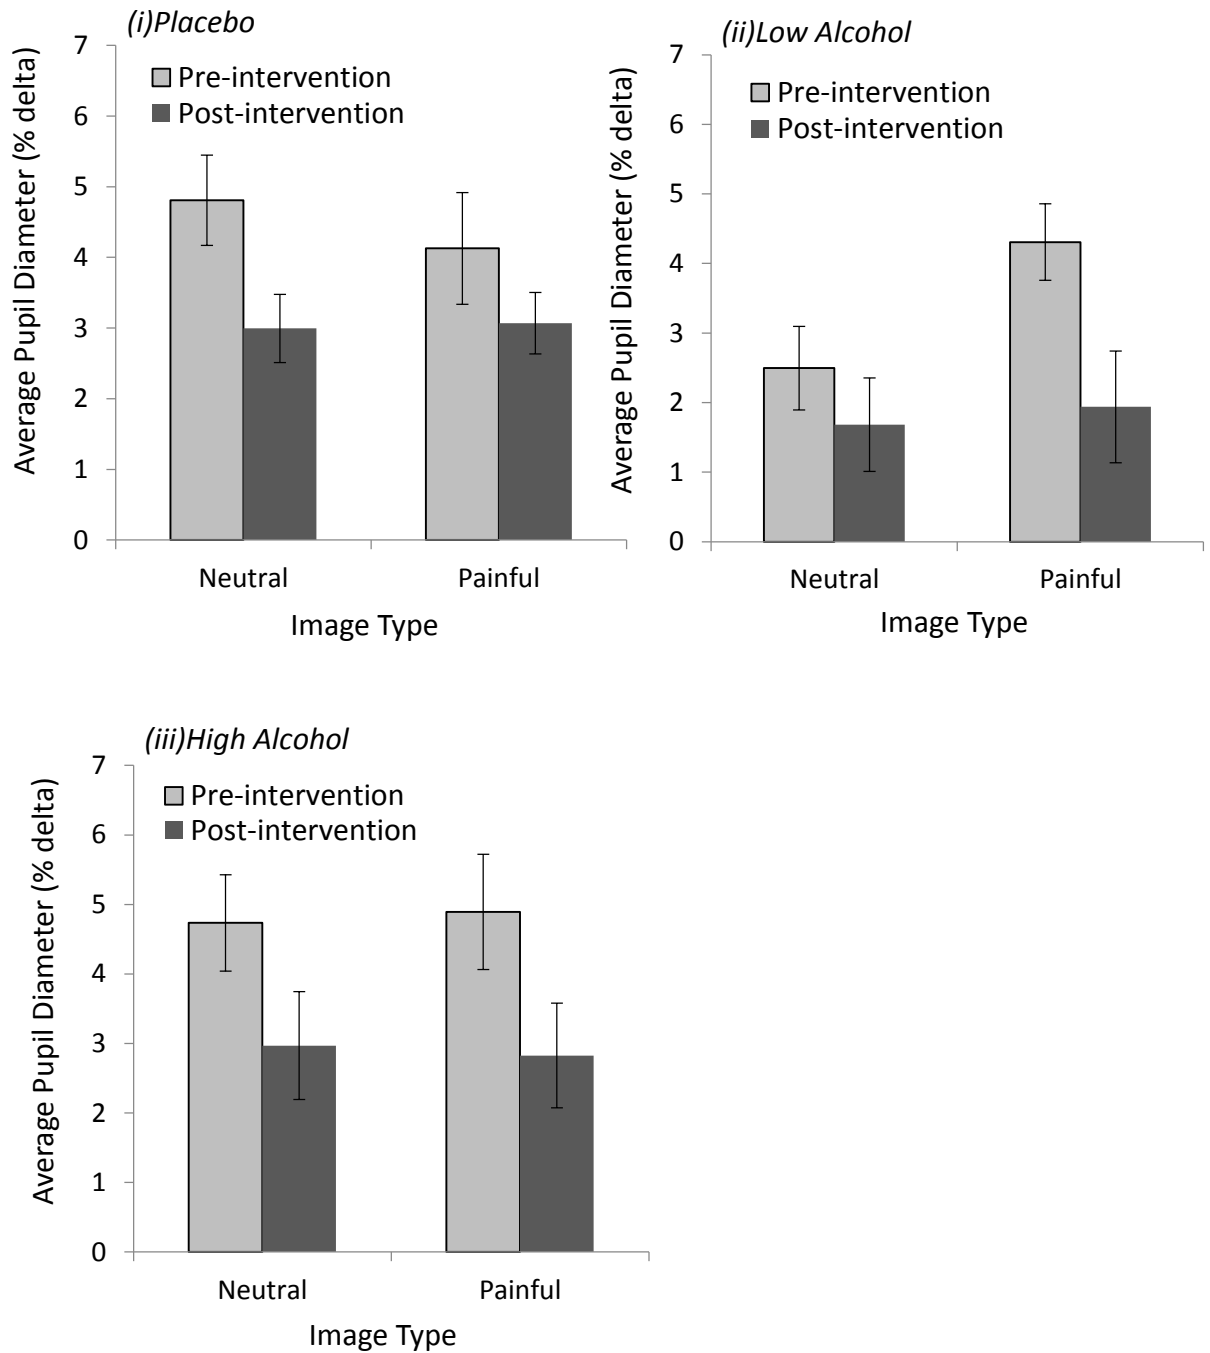 (i)Placebo
Average Pupil Diameter (% delta)
7
6
5
4
3
2
1
0
Pre-intervention
Post-intervention
Neutral
Painful
Image Type
(ii)Low Alcohol
Average Pupil Diameter (% delta)
7
6
5
4
3
2
1
0
Pre-intervention
Post-intervention
Neutral
Painful
Image Type
(iii)High Alcohol
Average Pupil Diameter (% delta)
7
6
5
4
3
2
1
0
Pre-intervention
Post-intervention
Neutral
Painful
Image Type